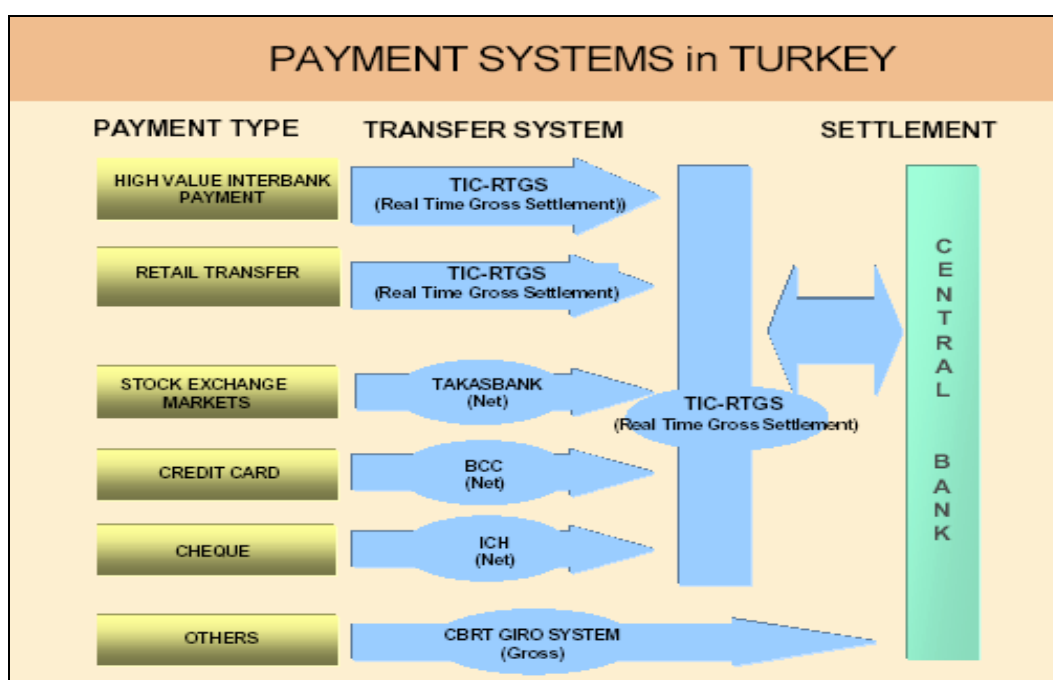 PAYMENT SYSTEMS in TURKEY
PAYMENT TYPE
TRANSFER SYSTEM
SETTLEMENT
HIGH VALUE INTERBANK
PAYMENT
TIC-RTGS
(Real Time Gross Settlement))
RETAIL TRANSFER
TIC-RTGS
(Real Time Gross Settlement)
STOCK EXCHANGE
MARKETS
TAKASBANK
(Net)
TIC-RTGS
(Real Time Gross Settlement)
CREDIT CARD
BCC
(Net)
CHEQUE
ICH
(Net)
OTHERS
CBRT GIRO SYSTEM
(Gross)
CENTRAL BANK